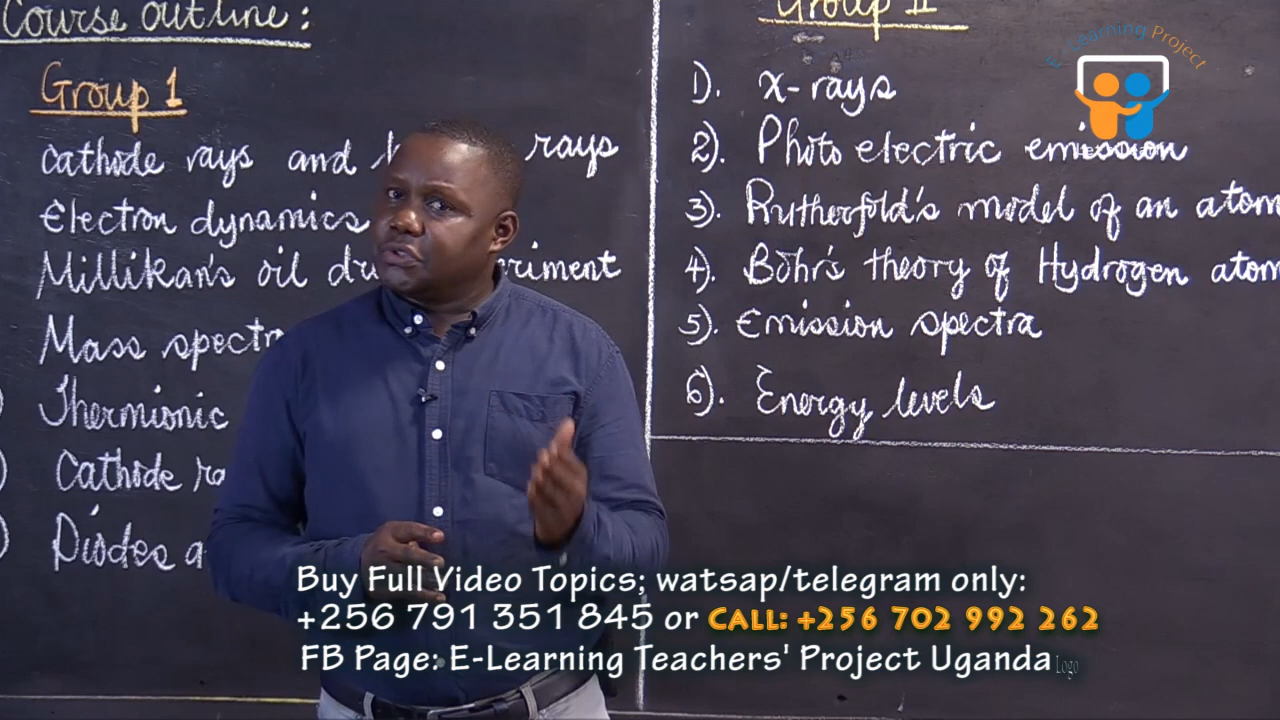 Course outline:
Group 1
Cathode rays and rays
Electron dynamics
Millikan's oil
Mass
Thermionic
Cathode
Diodes
Group II
1). X-rays
2). Photo electric emission
3). Rutherfold's model of an atom
4). Bohr's theory of Hydrogen atom
5). Emission spectra
6). Energy levels
E-Learning Project
Buy Full Video Topics; watsap/telegram only:
+256 791 351 845 or CALL: +256 702 992 262
FB Page: E-Learning Teachers' Project Uganda
Logo